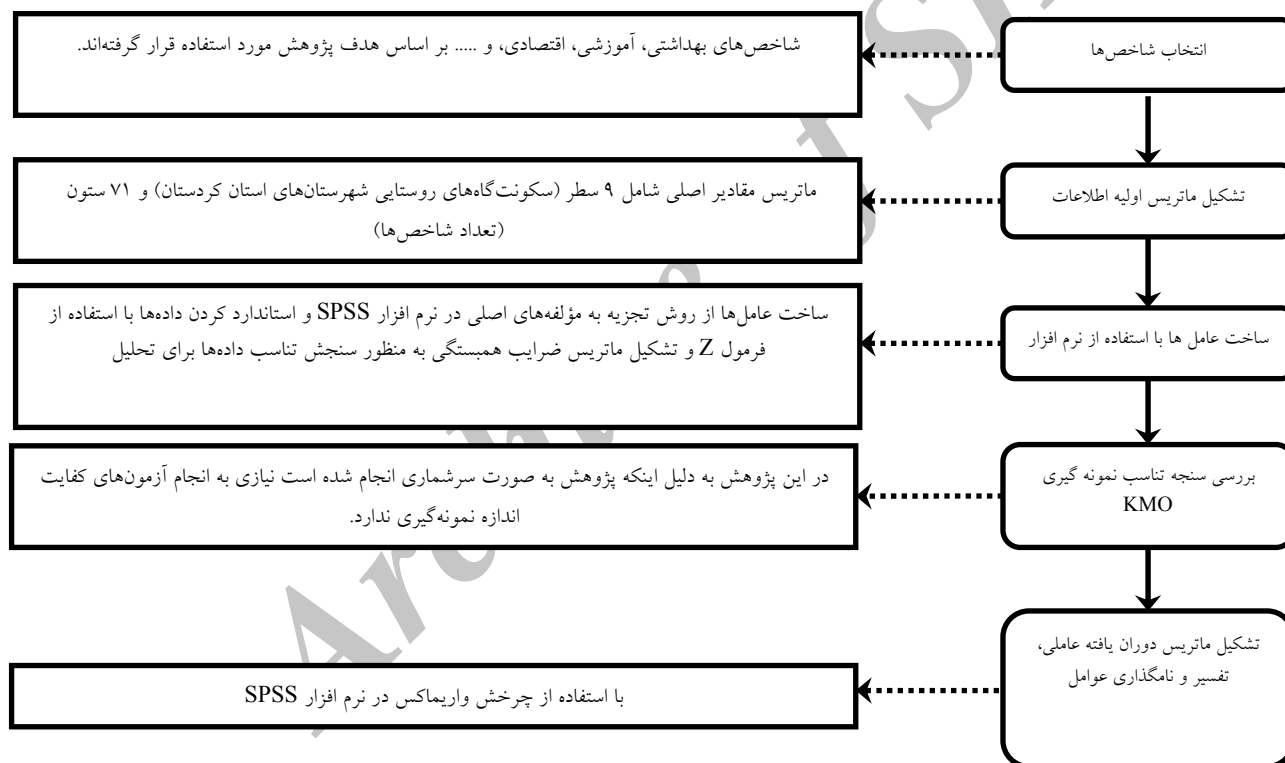 انتخاب شاخص‌ها
شاخص‌های بهداشتی، آموزشی، اقتصادی، و ..... بر اساس هدف پژوهش مورد استفاده قرار گرفته‌اند.
تشکیل ماتریس اولیه اطلاعات
ماتریس مقادیر اصلی شامل ۹ سطر (سکونت‌گاه‌های روستایی شهرستان‌های استان کردستان) و ۷۱ ستون
(تعداد شاخص‌ها)
ساخت عامل ها با استفاده از نرم افزار
ساخت عامل‌ها از روش تجزیه به مؤلفه‌های اصلی در نرم افزار SPSS و استاندارد کردن داده‌ها با استفاده از
فرمول Z و تشکیل ماتریس ضرایب همبستگی به منظور سنجش تناسب داده‌ها برای تحلیل
بررسی سنجه تناسب نمونه گیری
KMO
در این پژوهش به دلیل اینکه پژوهش به صورت سرشماری انجام شده است نیازی به انجام آزمون‌های کفایت
اندازه نمونه‌گیری ندارد.
تشکیل ماتریس دوران یافته عاملی،
تفسیر و نامگذاری عوامل
با استفاده از چرخش واریماکس در نرم افزار SPSS